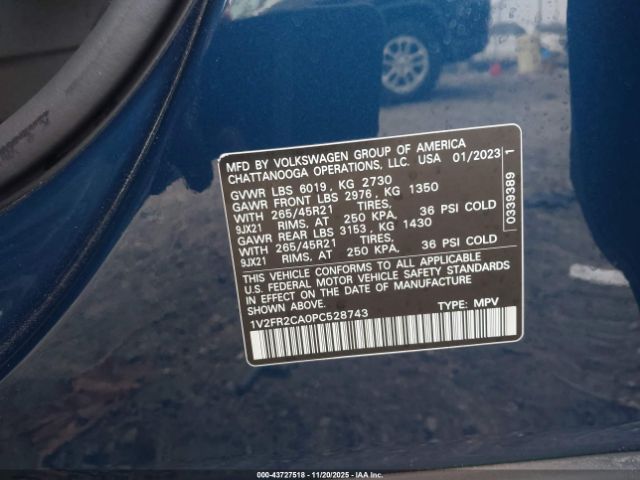 MFD BY VOLKSWAGEN GROUP OF AMERICA
CHATTANOOGA OPERATIONS, LLC. USA 01/2023
GVWR LBS 6019, KG 2730
GAWR FRONT LBS 2976, KG 1350
WITH 265/45R21 TIRES,
9JX21 RIMS, AT 250 KPA, 36 PSI COLD
GAWR REAR LBS 3153, KG 1430
WITH 265/45R21 TIRES,
9JX21 RIMS, AT 250 KPA, 36 PSI COLD
THIS VEHICLE CONFORMS TO ALL APPLICABLE
U.S. FEDERAL MOTOR VEHICLE SAFETY STANDARDS
IN EFFECT ON THE DATE OF MANUFACTURE
SHOWN ABOVE.
1V2FR2CA0PC528743 TYPE: MPV
0339389 1
000-43727518 - 11/20/2025 - IAAI.COM